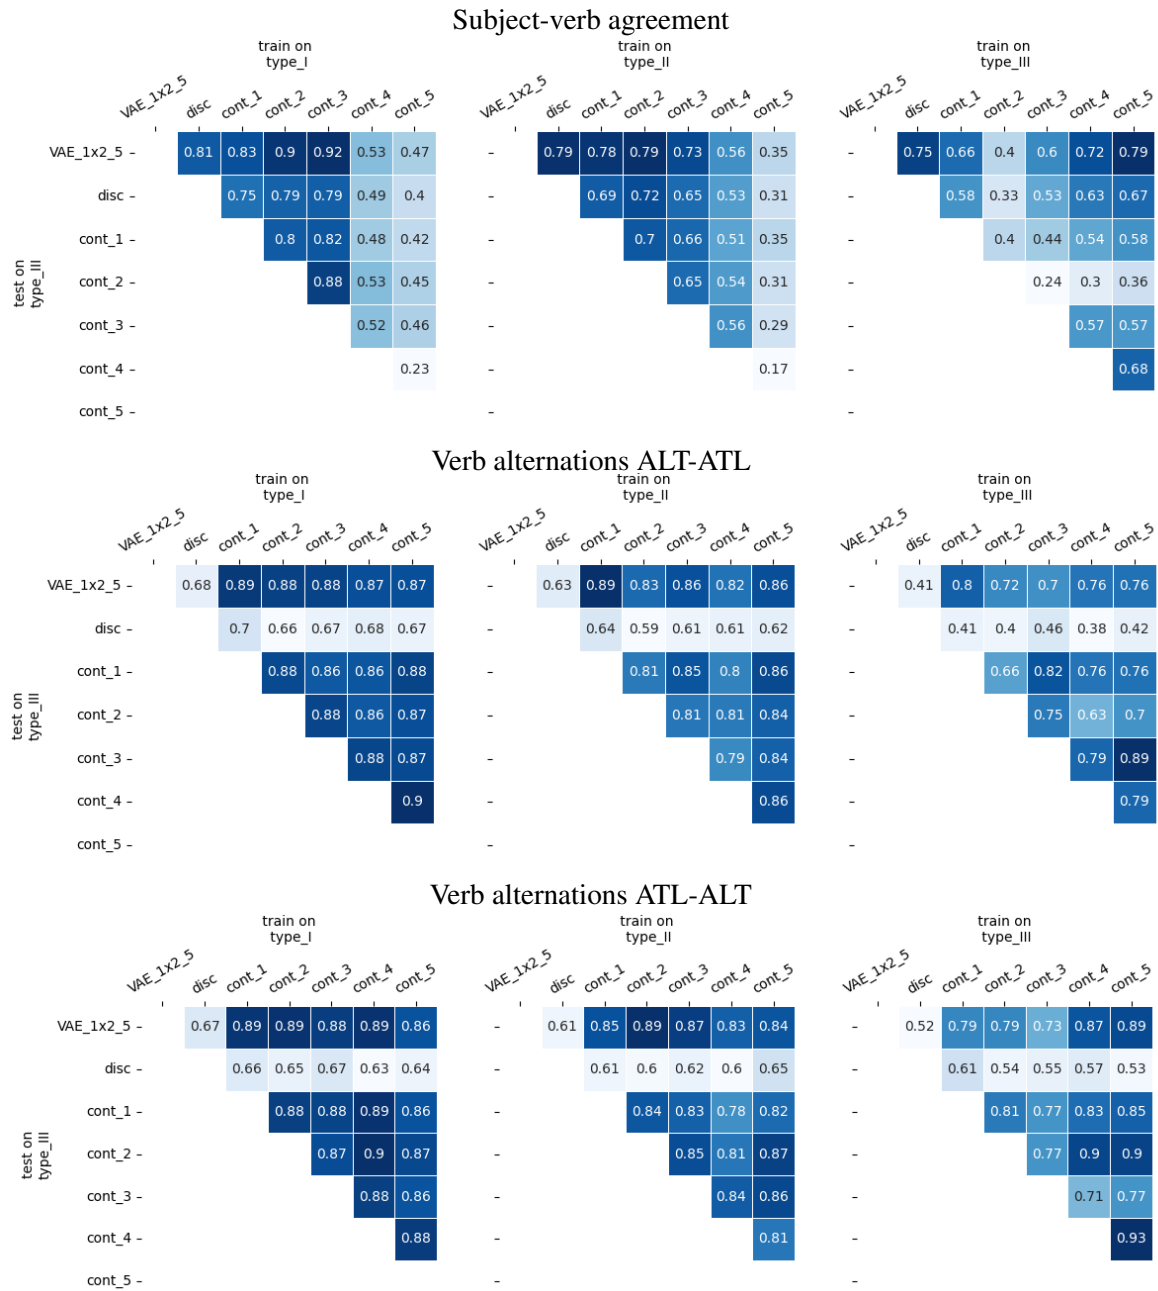 Subject-verb agreement
train on type_I
train on type_II
train on type_III
VAE_1x2_5 disc cont_1 cont_2 cont_3 cont_4 cont_5
VAE_1x2_5 disc cont_1 cont_2 cont_3 cont_4 cont_5
VAE_1x2_5 disc cont_1 cont_2 cont_3 cont_4 cont_5
test on type_III
VAE_1x2_5 0.81 0.83 0.9 0.92 0.53 0.47 0.79 0.78 0.79 0.73 0.56 0.35 0.75 0.66 0.4 0.6 0.72 0.79
disc 0.75 0.79 0.79 0.49 0.4 0.69 0.72 0.65 0.53 0.31 0.58 0.33 0.53 0.63 0.67
cont_1 0.8 0.82 0.48 0.42 0.7 0.66 0.51 0.35 0.4 0.44 0.54 0.58
cont_2 0.88 0.53 0.45 0.65 0.54 0.31 0.24 0.3 0.36
cont_3 0.52 0.46 0.56 0.29 0.57 0.57
cont_4 0.23 0.17 0.68
cont_5
Verb alternations ALT-ATL
train on type_I
train on type_II
train on type_III
VAE_1x2_5 disc cont_1 cont_2 cont_3 cont_4 cont_5
VAE_1x2_5 disc cont_1 cont_2 cont_3 cont_4 cont_5
VAE_1x2_5 disc cont_1 cont_2 cont_3 cont_4 cont_5
test on type_III
VAE_1x2_5 0.68 0.89 0.88 0.88 0.87 0.87 0.63 0.89 0.83 0.86 0.82 0.86 0.41 0.8 0.72 0.7 0.76 0.76
disc 0.7 0.66 0.67 0.68 0.67 0.64 0.59 0.61 0.61 0.62 0.41 0.4 0.46 0.38 0.42
cont_1 0.88 0.86 0.86 0.88 0.81 0.85 0.8 0.86 0.66 0.82 0.76 0.76
cont_2 0.88 0.86 0.87 0.81 0.81 0.84 0.75 0.63 0.7
cont_3 0.88 0.87 0.79 0.84 0.79 0.89
cont_4 0.9 0.86 0.79
cont_5
Verb alternations ATL-ALT
train on type_I
train on type_II
train on type_III
VAE_1x2_5 disc cont_1 cont_2 cont_3 cont_4 cont_5
VAE_1x2_5 disc cont_1 cont_2 cont_3 cont_4 cont_5
VAE_1x2_5 disc cont_1 cont_2 cont_3 cont_4 cont_5
test on type_III
VAE_1x2_5 0.67 0.89 0.89 0.88 0.89 0.86 0.61 0.85 0.89 0.87 0.83 0.84 0.52 0.79 0.79 0.73 0.87 0.89
disc 0.66 0.65 0.67 0.63 0.64 0.61 0.6 0.62 0.6 0.65 0.61 0.54 0.55 0.57 0.53
cont_1 0.88 0.88 0.89 0.86 0.84 0.83 0.78 0.82 0.81 0.77 0.83 0.85
cont_2 0.87 0.9 0.87 0.85 0.81 0.87 0.77 0.9 0.9
cont_3 0.88 0.86 0.84 0.86 0.71 0.77
cont_4 0.88 0.81 0.93
cont_5